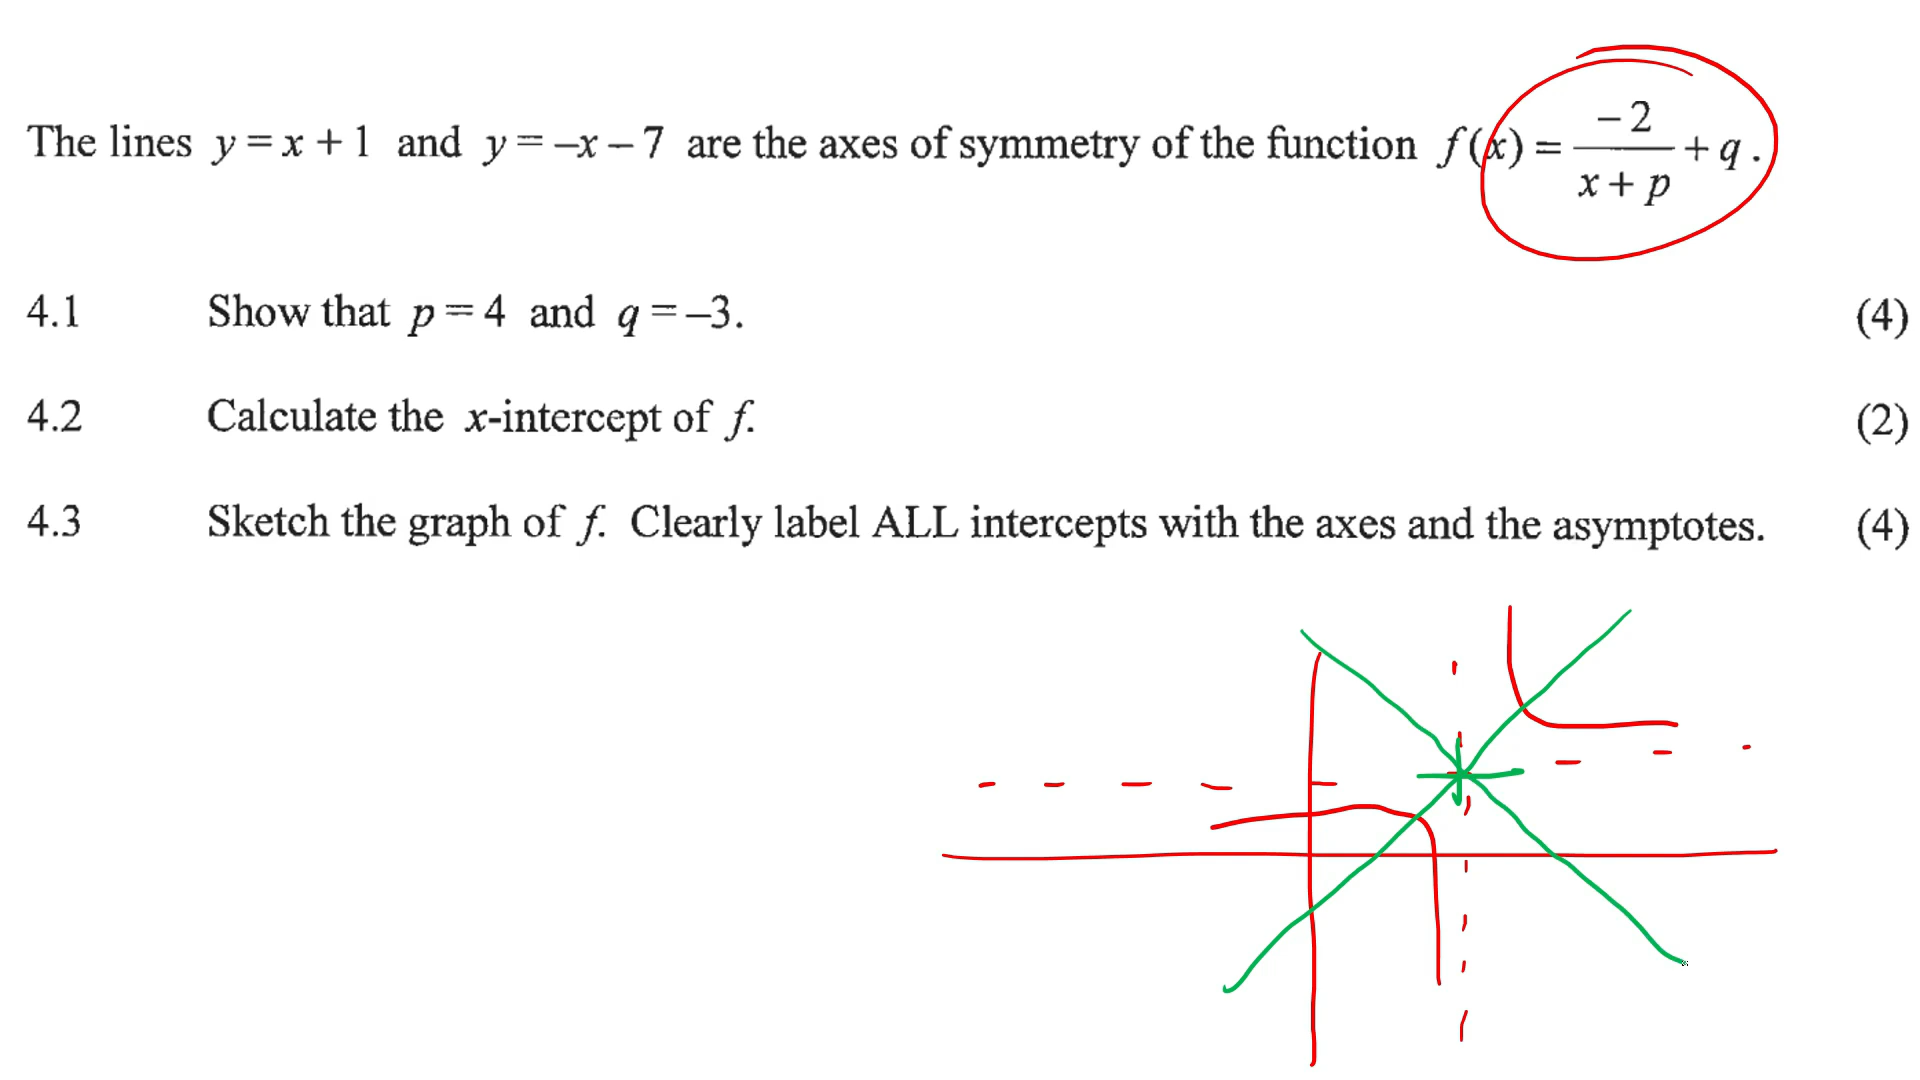 The lines y = x + 1 and y = –x – 7 are the axes of symmetry of the function f(x) = \frac{-2}{x + p} + q .
4.1 Show that p = 4 and q = –3. (4)
4.2 Calculate the x-intercept of f. (2)
4.3 Sketch the graph of f. Clearly label ALL intercepts with the axes and the asymptotes. (4)